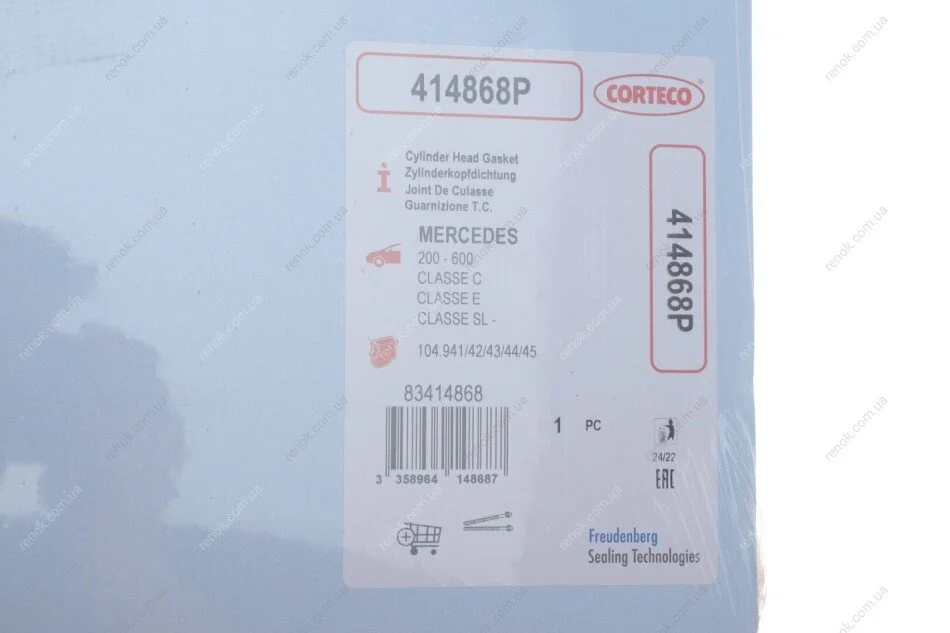 414868P
CORTECO
Cylinder Head Gasket
Zylinderkopfdichtung
Joint De Culasse
Guarnizione T.C.
MERCEDES
200 - 600
CLASSE C
CLASSE E
CLASSE SL -
104.941/42/43/44/45
414868P
83414868
3 358964 148687
1 PC
24/22
EAC
Freudenberg
Sealing Technologies
renok.com.ua